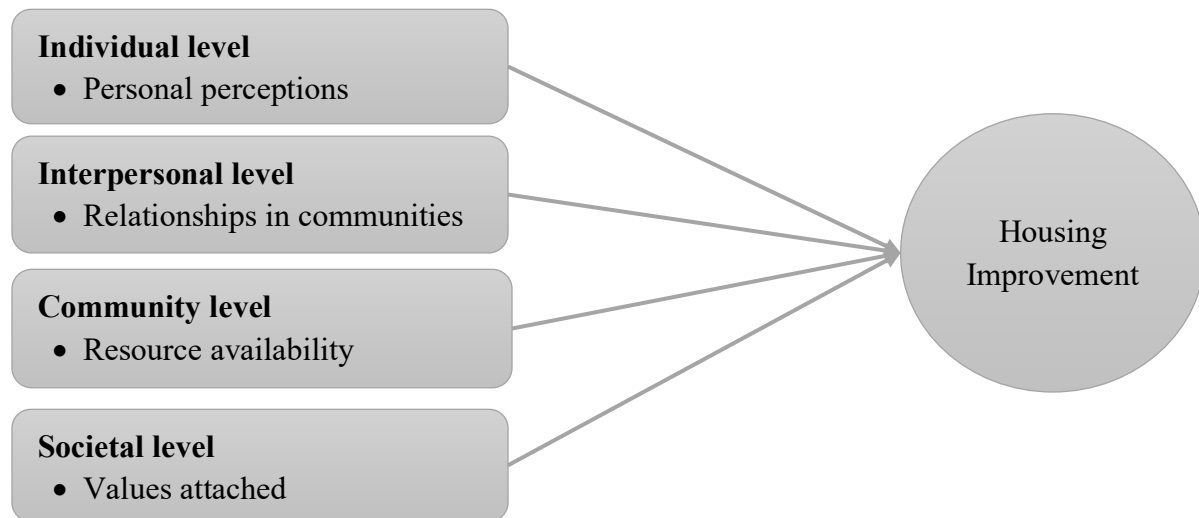 Individual level
• Personal perceptions
Interpersonal level
• Relationships in communities
Community level
• Resource availability
Societal level
• Values attached
Housing
Improvement